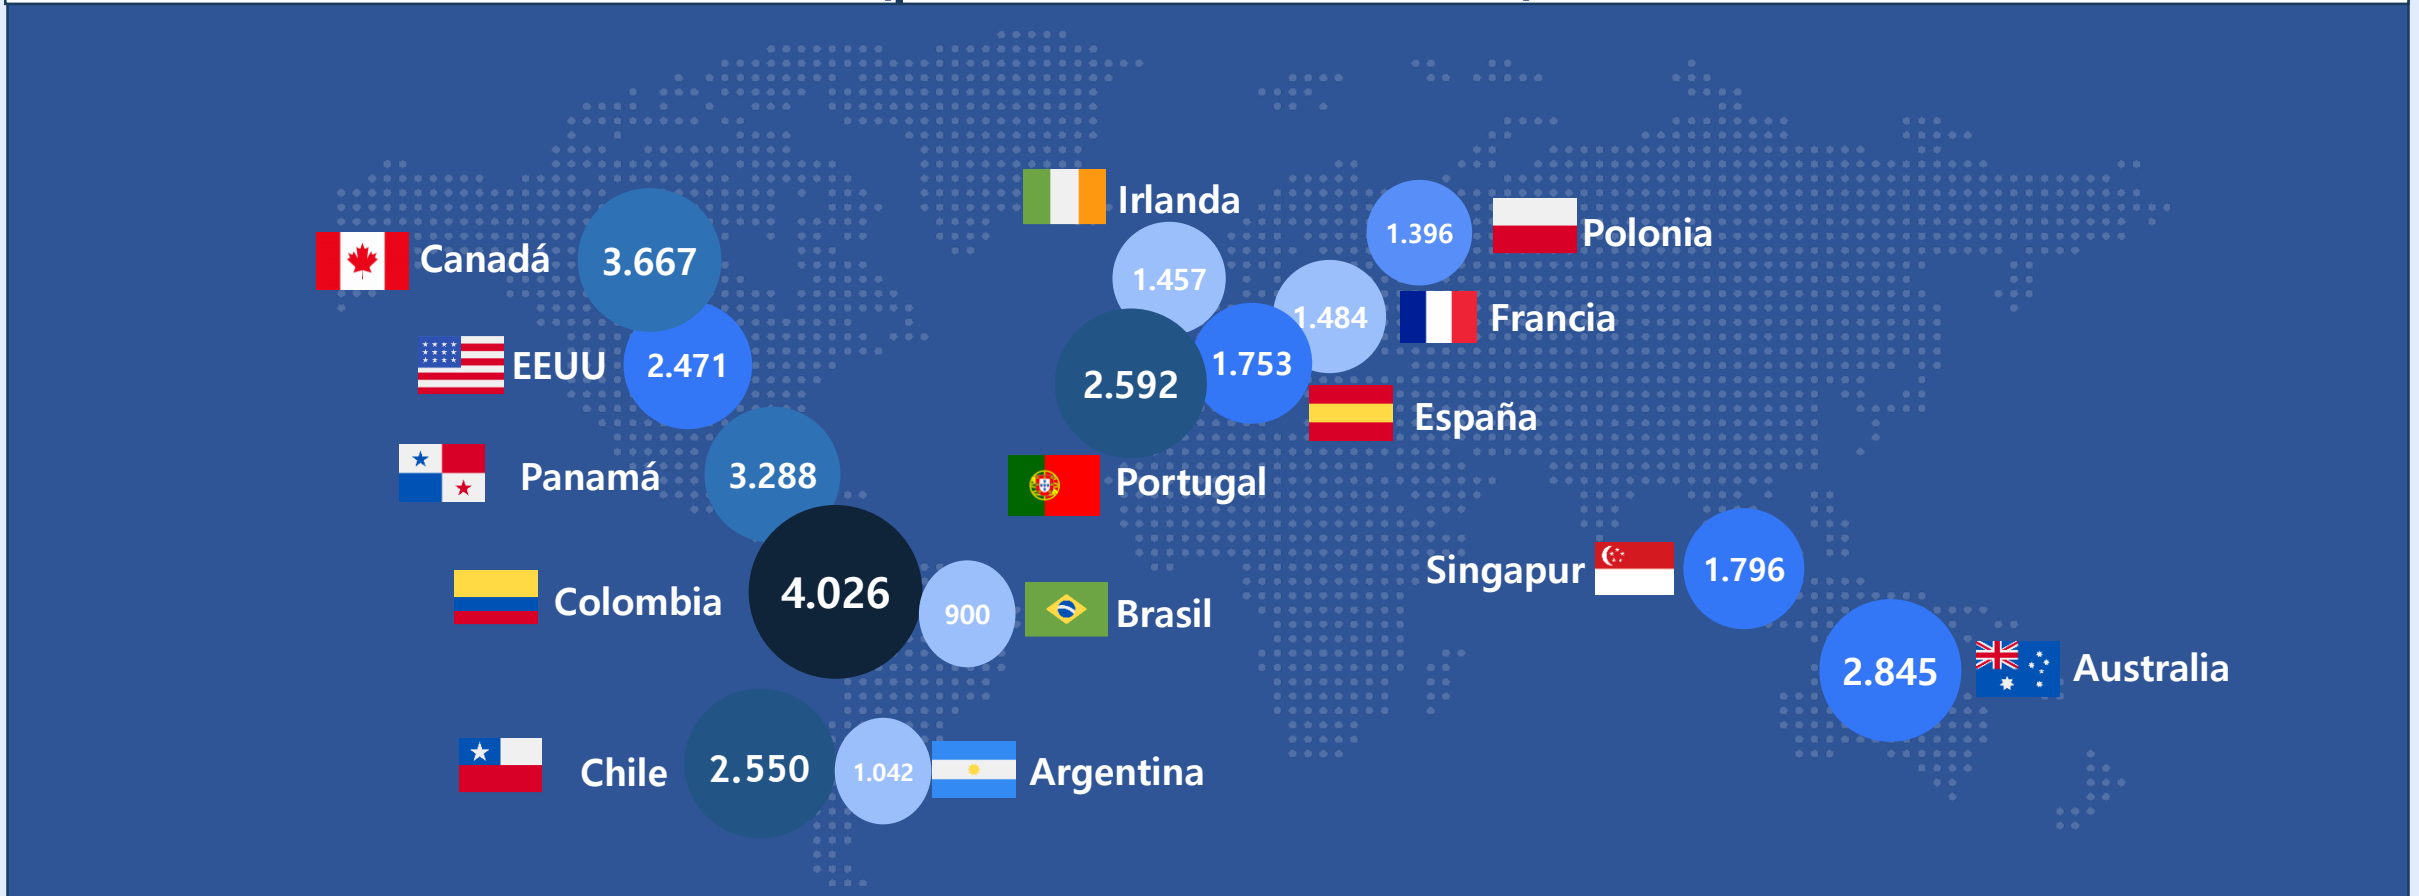 Irlanda
Polonia
1.396
Canadá
3.667
1.457
1.484
Francia
EEUU
2.471
2.592
1.753
España
Panamá
3.288
Portugal
Singapur
1.796
Colombia
4.026
900
Brasil
2.845
Australia
Chile
2.550
1.042
Argentina